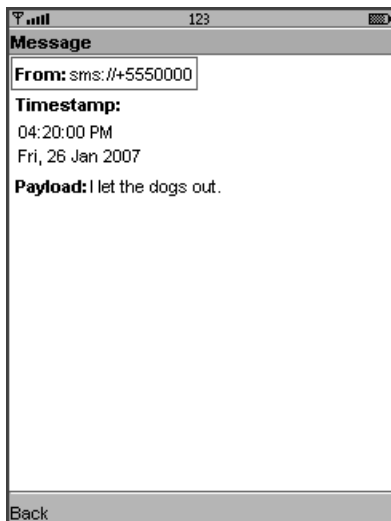 123
Message
From: sms://+5550000
Timestamp:
04:20:00 PM
Fri, 26 Jan 2007
Payload: I let the dogs out.
Back